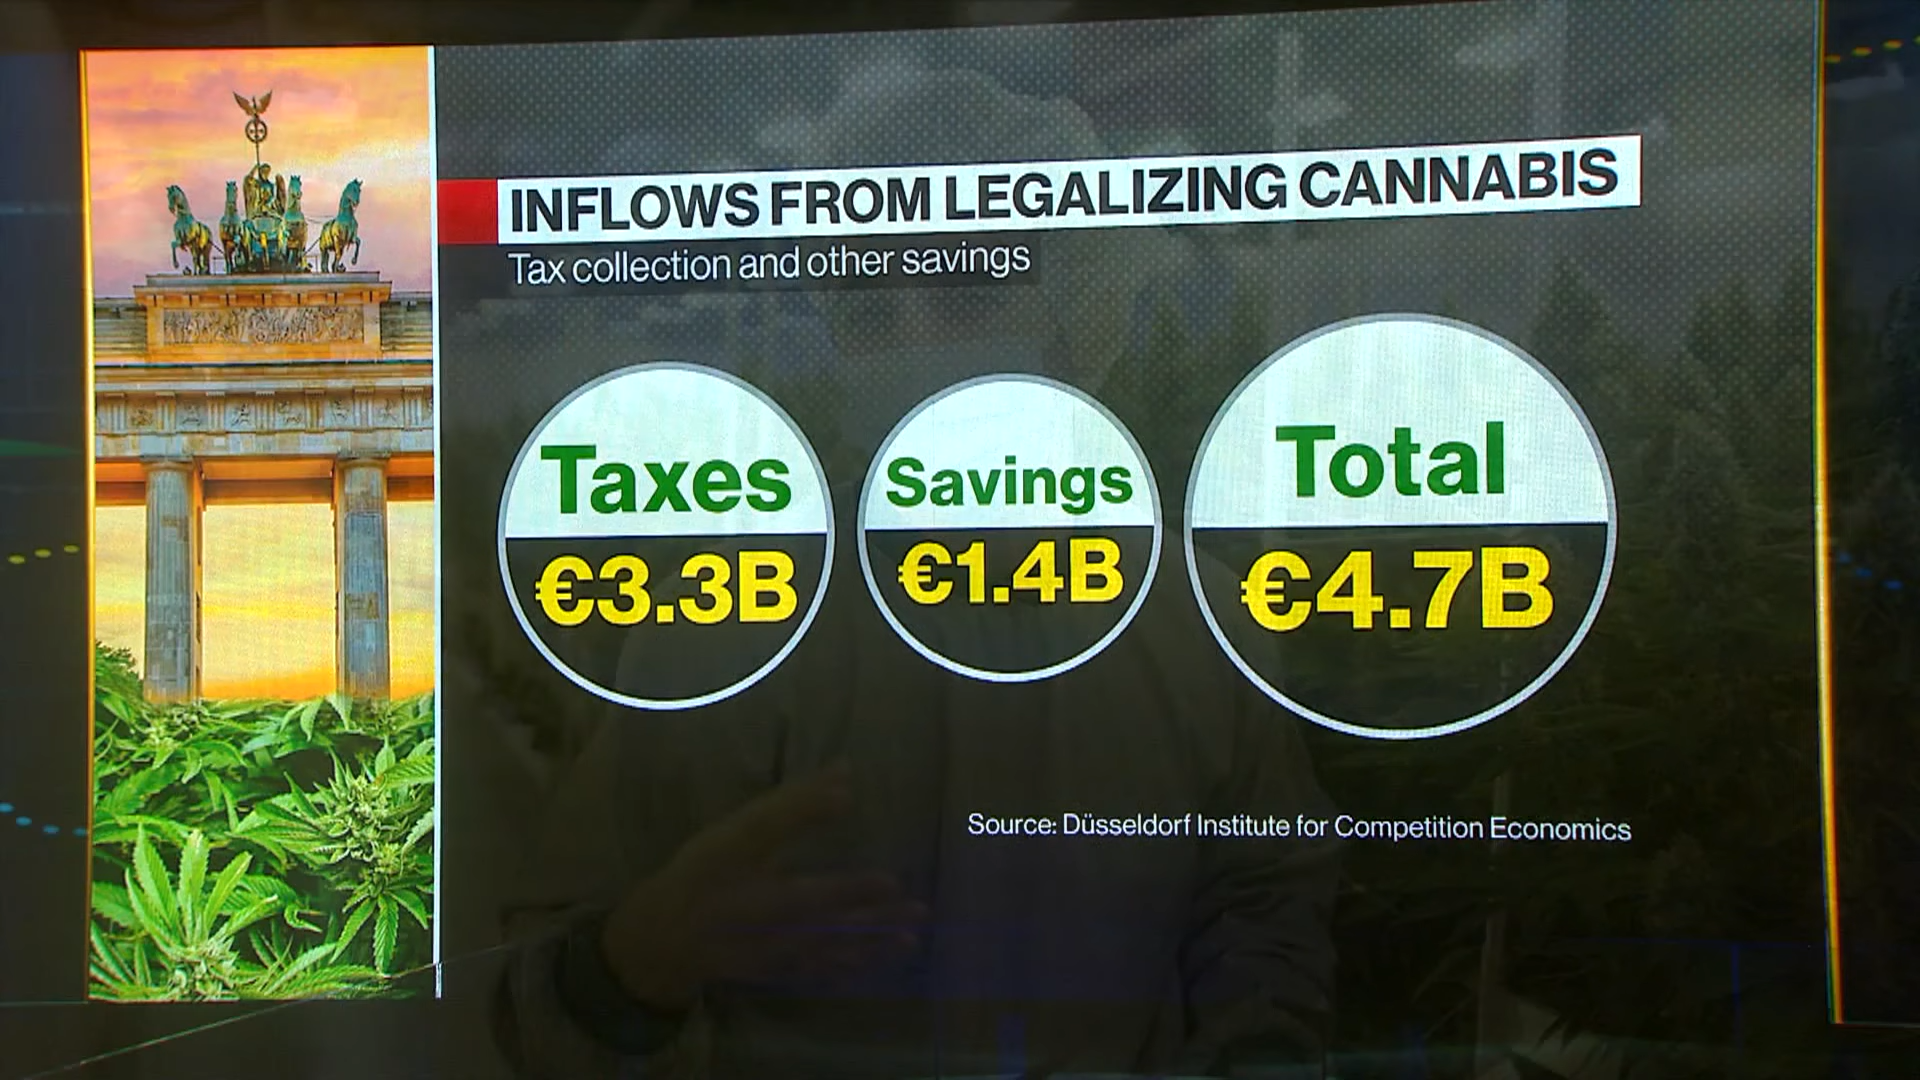 INFLOWS FROM LEGALIZING CANNABIS
Tax collection and other savings
Taxes
€3.3B
Savings
€1.4B
Total
€4.7B
Source: Düsseldorf Institute for Competition Economics